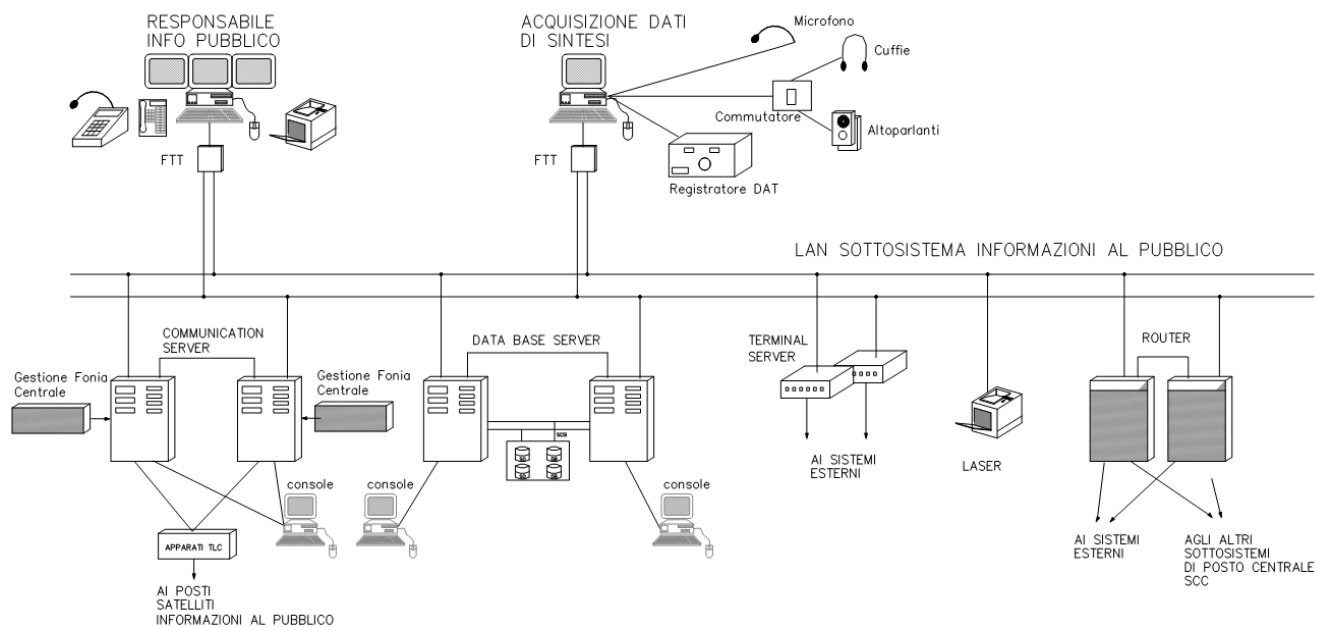 RESPONSABILE
INFO PUBBLICO
ACQUISIZIONE DATI
DI SINTESI
Microfono
Cuffie
Commutatore
Altoparlanti
FTT
FTT
Registratore DAT
LAN SOTTOSISTEMA INFORMAZIONI AL PUBBLICO
COMMUNICATION
SERVER
DATA BASE SERVER
TERMINAL
SERVER
ROUTER
Gestione Fonia
Centrale
Gestione Fonia
Centrale
SCSI
AI SISTEMI
ESTERNI
LASER
console
console
console
APPARATI TLC
AI SISTEMI
ESTERNI
AGLI ALTRI
SOTTOSISTEMI
DI POSTO CENTRALE
SCC
AI POSTI
SATELLITI
INFORMAZIONI AL PUBBLICO